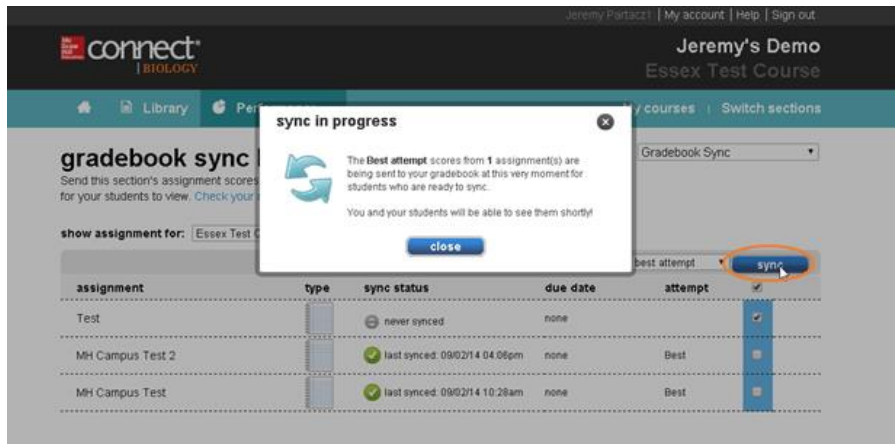 Jeremy Partacz1 | My account | Help | Sign out
connect
BIOLOGY
Jeremy's Demo
Essex Test Course
Library
My courses | Switch sections
sync in progress
The Best attempt scores from 1 assignment(s) are
being sent to your gradebook at this very moment for
students who are ready to sync.
You and your students will be able to see them shortly!
close
gradebook sync
Gradebook Sync
Send this section's assignment scores
for your students to view. Check your
show assignment for: Essex Test
best attempt
sync
assignment type sync status due date attempt
Test never synced none
MH Campus Test 2 last synced: 09/02/14 04:06pm none Best
MH Campus Test last synced: 09/02/14 10:28am none Best